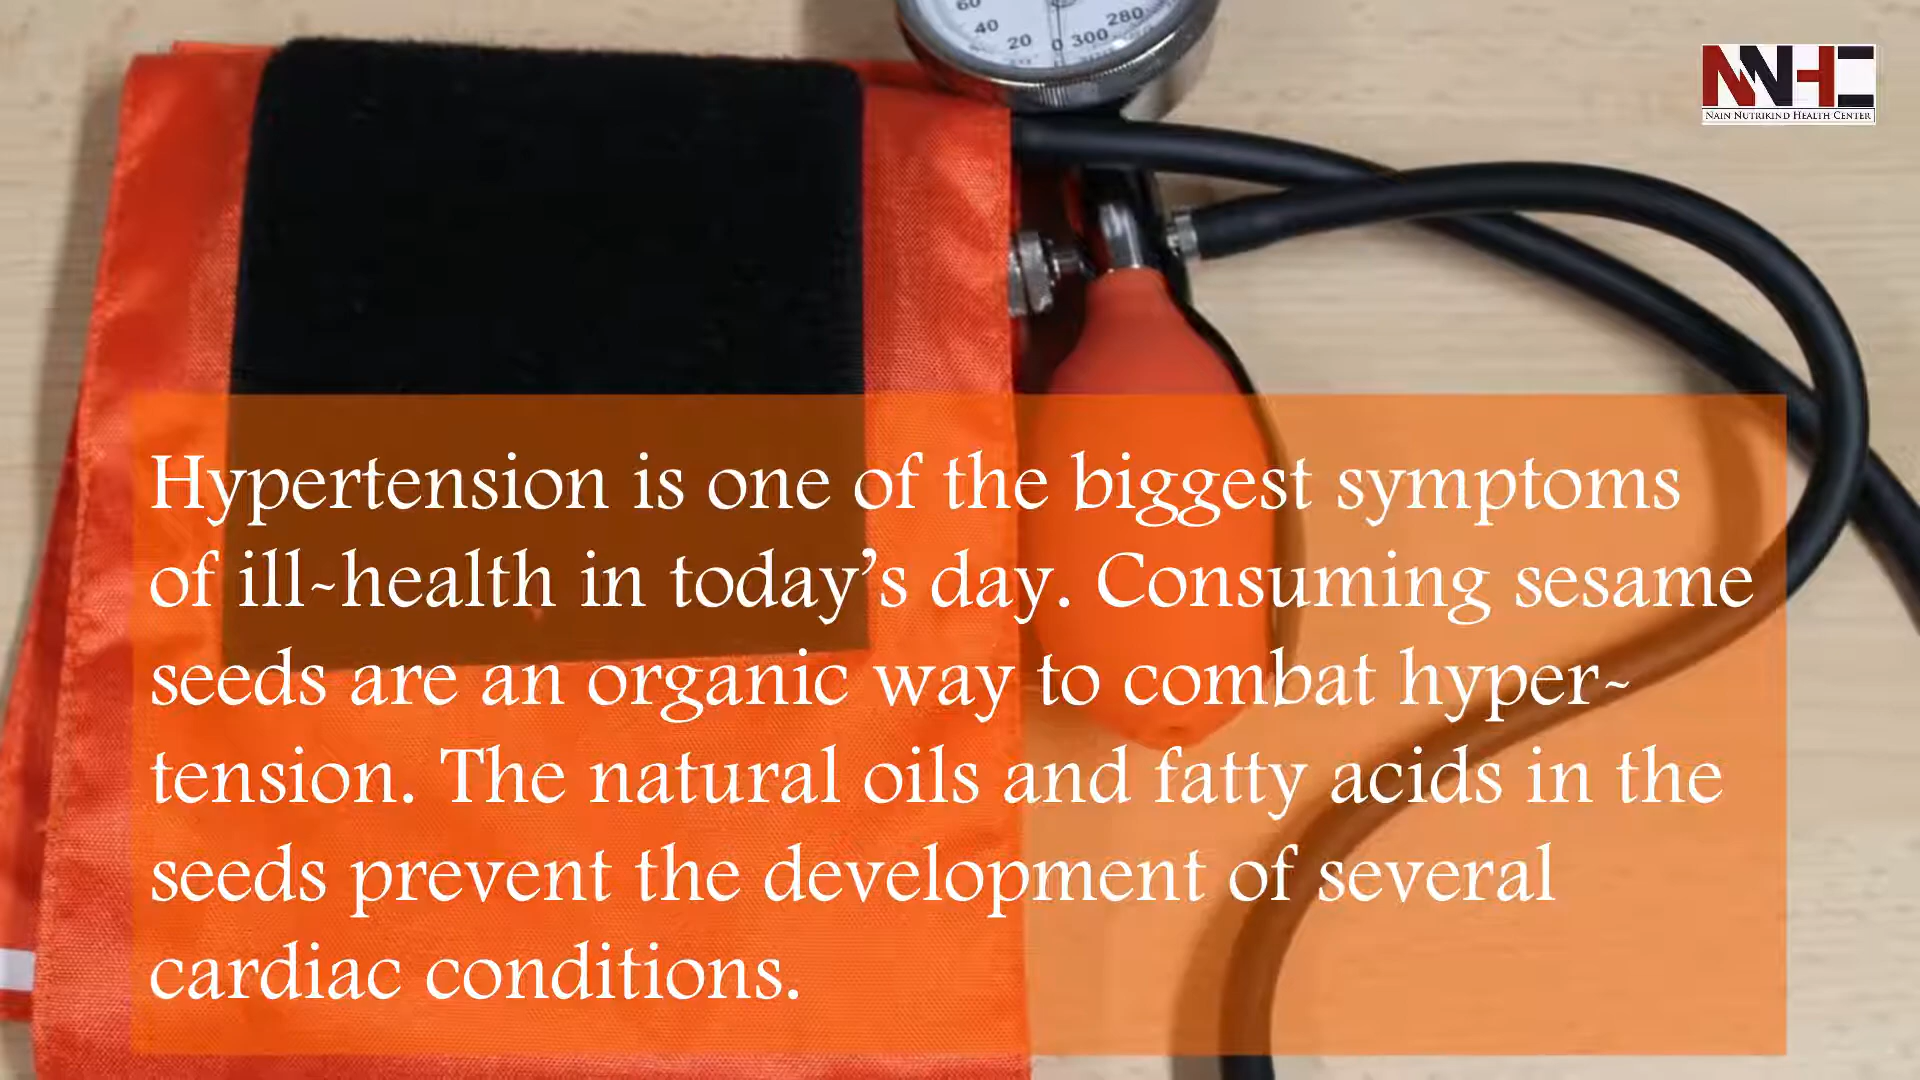 60
40
20
0
300
280
NNHC
NAIN NUTRIKIND HEALTH CENTER
Hypertension is one of the biggest symptoms
of ill-health in today’s day. Consuming sesame
seeds are an organic way to combat hyper-
tension. The natural oils and fatty acids in the
seeds prevent the development of several
cardiac conditions.